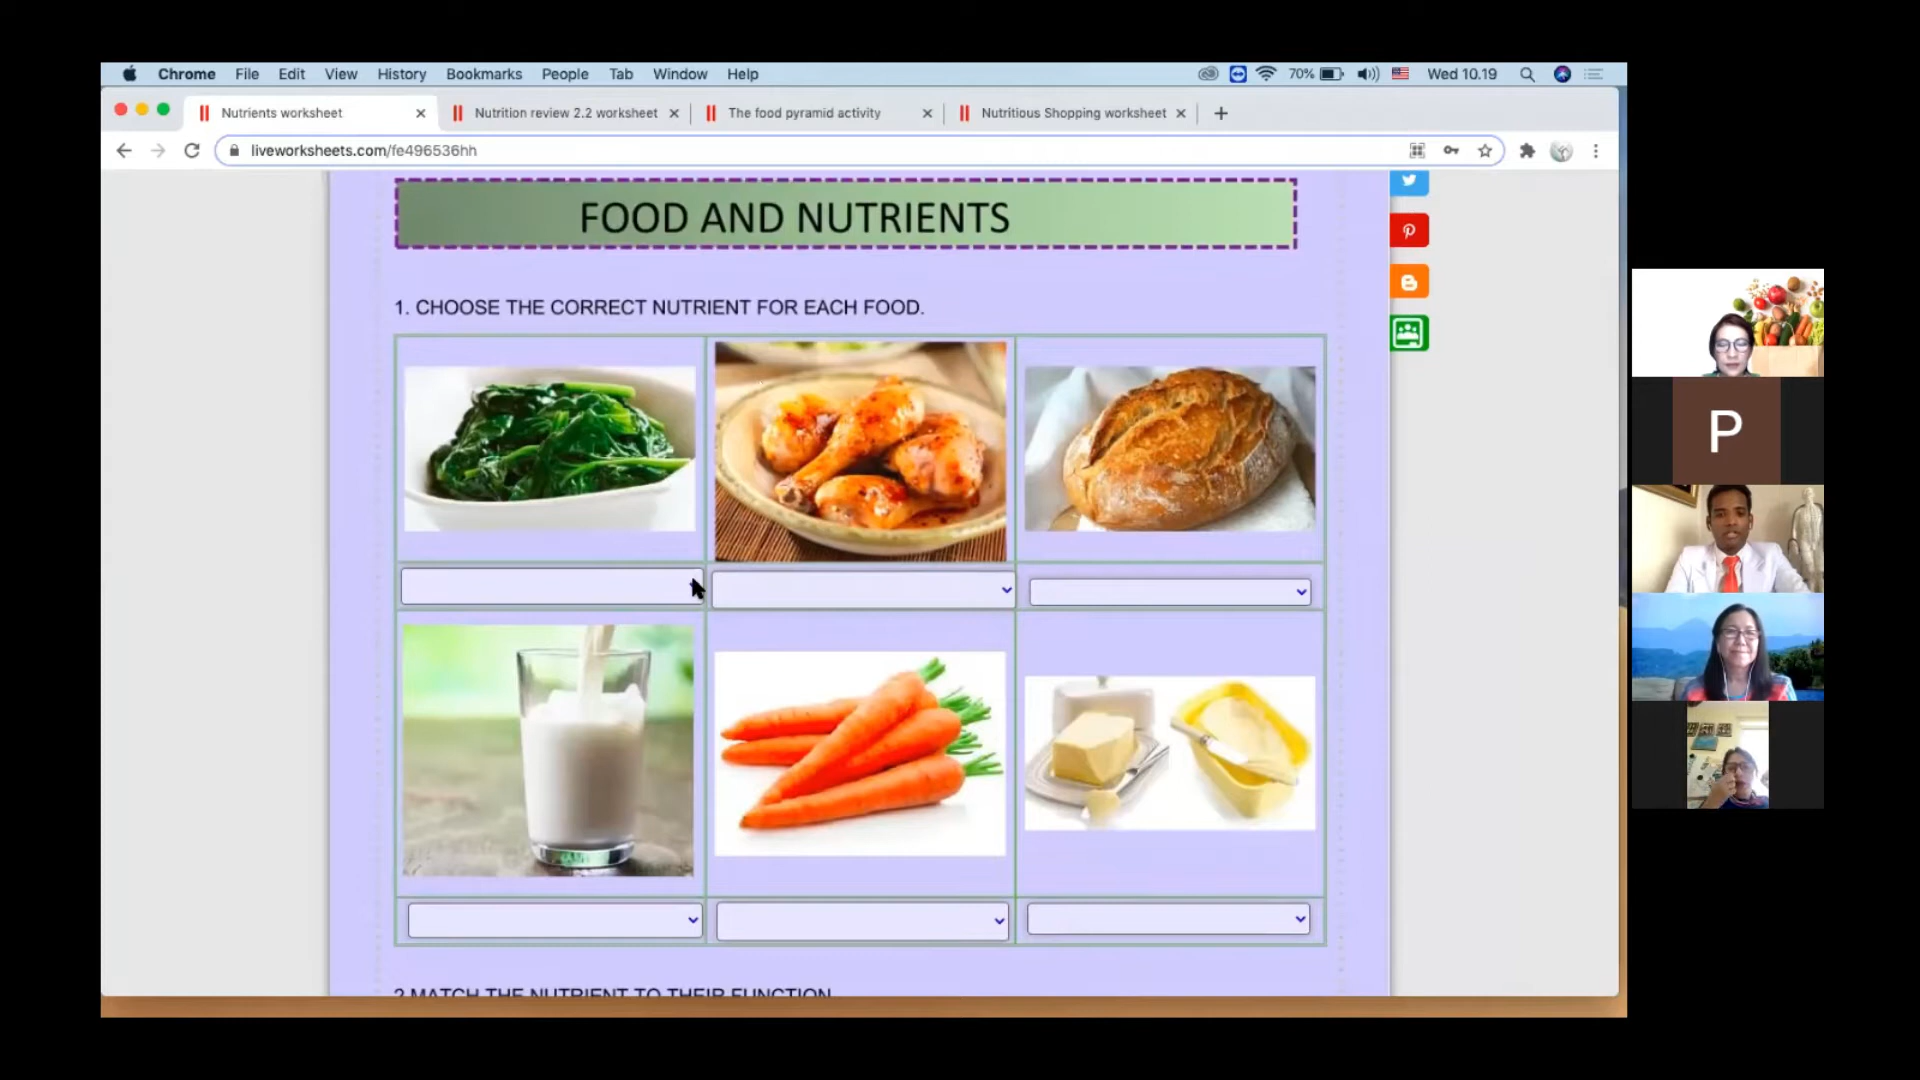 Chrome File Edit View History Bookmarks People Tab Window Help 70% Wed 10.19
Nutrients worksheet Nutrition review 2.2 worksheet The food pyramid activity Nutritious Shopping worksheet
liveworksheets.com/fe496536hh
FOOD AND NUTRIENTS
1. CHOOSE THE CORRECT NUTRIENT FOR EACH FOOD.
2 MATCH THE NUTRIENT TO THEIR FUNCTION
P